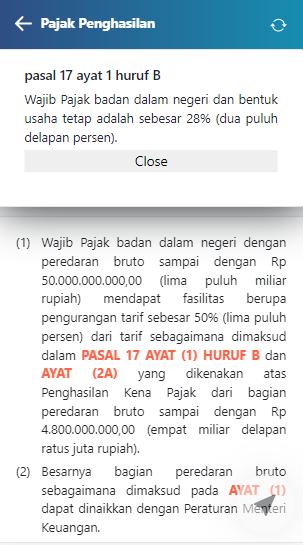 Pajak Penghasilan
pasal 17 ayat 1 huruf B
Wajib Pajak badan dalam negeri dan bentuk
usaha tetap adalah sebesar 28% (dua puluh
delapan persen).
Close
(1) Wajib Pajak badan dalam negeri dengan
peredaran bruto sampai dengan Rp
50.000.000.000,00 (lima puluh miliar
rupiah) mendapat fasilitas berupa
pengurangan tarif sebesar 50% (lima puluh
persen) dari tarif sebagaimana dimaksud
dalam PASAL 17 AYAT (1) HURUF B dan
AYAT (2A) yang dikenakan atas
Penghasilan Kena Pajak dari bagian
peredaran bruto sampai dengan Rp
4.800.000.000,00 (empat miliar delapan
ratus juta rupiah).
(2) Besarnya bagian peredaran bruto
sebagaimana dimaksud pada AYAT (1)
dapat dinaikkan dengan Peraturan Menteri
Keuangan.